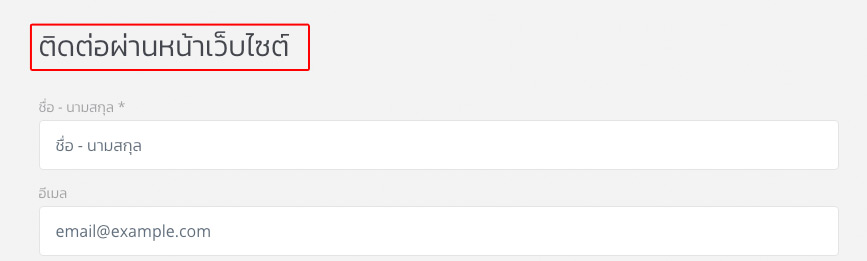 ติดต่อผ่านหน้าเว็บไซต์
ชื่อ - นามสกุล *
ชื่อ - นามสกุล
อีเมล
email@example.com